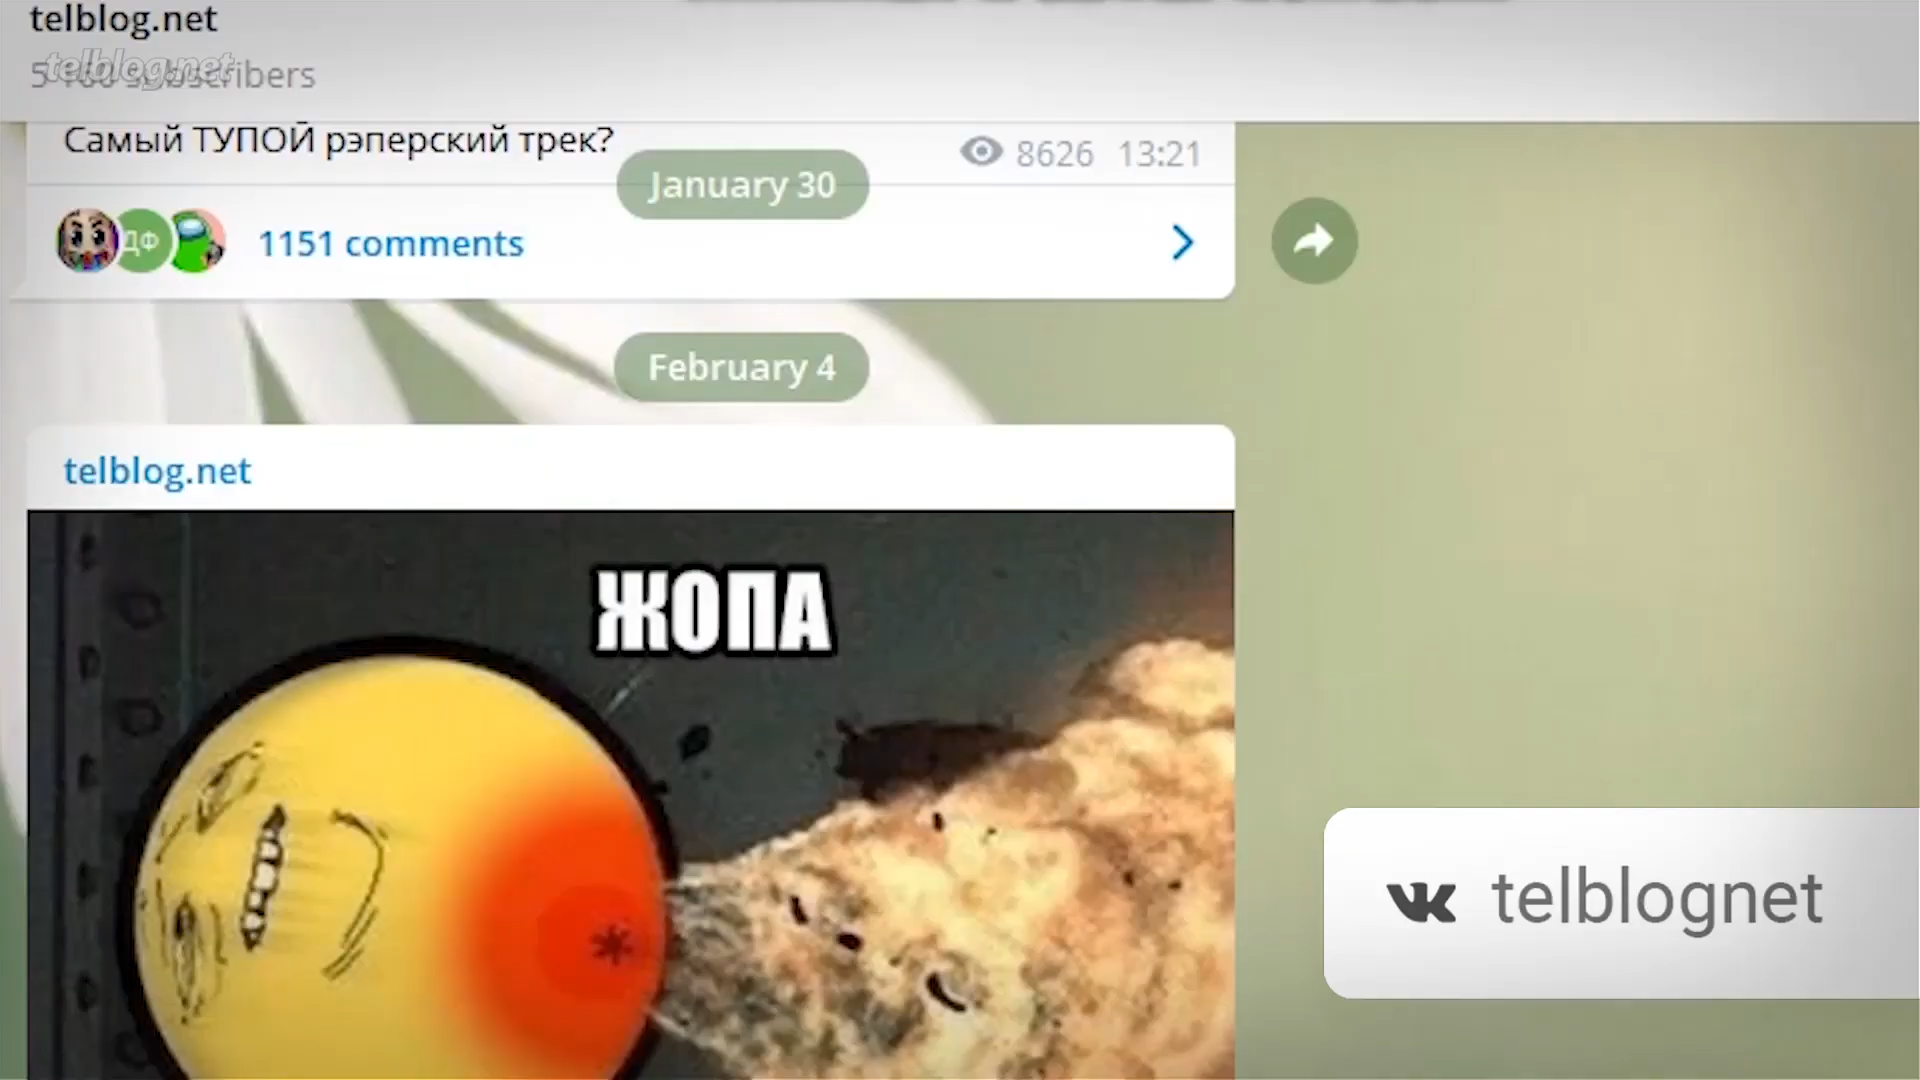 telblog.net
telblog.net
subscribers
Самый ТУПОЙ рэперский трек?
8626 13:21
January 30
ДФ
1151 comments
February 4
telblog.net
ЖОПА
telblognet